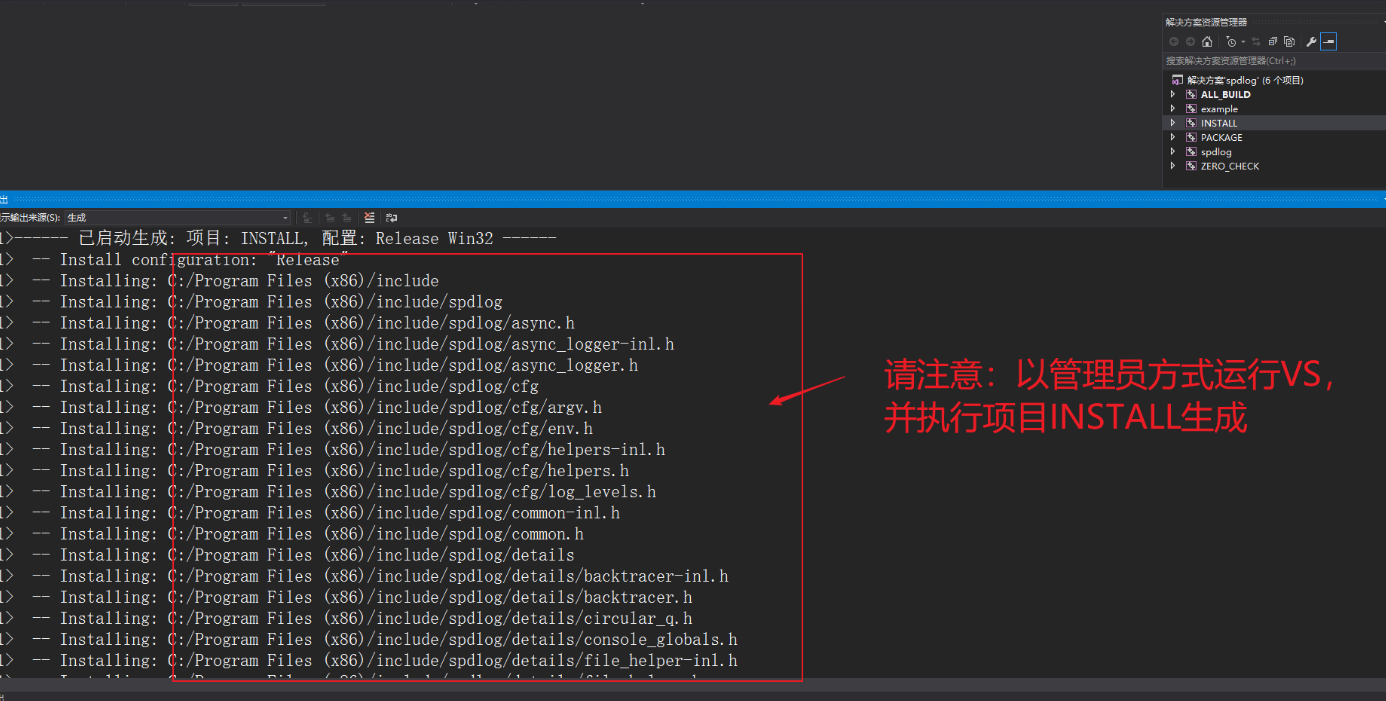 解决方案资源管理器
搜索解决方案资源管理器(Ctrl+;)
解决方案'spdlog' (6 个项目)
ALL_BUILD
example
INSTALL
PACKAGE
spdlog
ZERO_CHECK
出
示输出来源(S): 生成
1>------ 已启动生成: 项目: INSTALL, 配置: Release Win32 ------
1> -- Install configuration: "Release"
1> -- Installing: C:/Program Files (x86)/include
1> -- Installing: C:/Program Files (x86)/include/spdlog
1> -- Installing: C:/Program Files (x86)/include/spdlog/async.h
1> -- Installing: C:/Program Files (x86)/include/spdlog/async_logger-inl.h
1> -- Installing: C:/Program Files (x86)/include/spdlog/async_logger.h
1> -- Installing: C:/Program Files (x86)/include/spdlog/cfg
1> -- Installing: C:/Program Files (x86)/include/spdlog/cfg/argv.h
1> -- Installing: C:/Program Files (x86)/include/spdlog/cfg/env.h
1> -- Installing: C:/Program Files (x86)/include/spdlog/cfg/helpers-inl.h
1> -- Installing: C:/Program Files (x86)/include/spdlog/cfg/helpers.h
1> -- Installing: C:/Program Files (x86)/include/spdlog/cfg/log_levels.h
1> -- Installing: C:/Program Files (x86)/include/spdlog/common-inl.h
1> -- Installing: C:/Program Files (x86)/include/spdlog/common.h
1> -- Installing: C:/Program Files (x86)/include/spdlog/details
1> -- Installing: C:/Program Files (x86)/include/spdlog/details/backtracer-inl.h
1> -- Installing: C:/Program Files (x86)/include/spdlog/details/backtracer.h
1> -- Installing: C:/Program Files (x86)/include/spdlog/details/circular_q.h
1> -- Installing: C:/Program Files (x86)/include/spdlog/details/console_globals.h
1> -- Installing: C:/Program Files (x86)/include/spdlog/details/file_helper-inl.h
请注意：以管理员方式运行VS，
并执行项目INSTALL生成